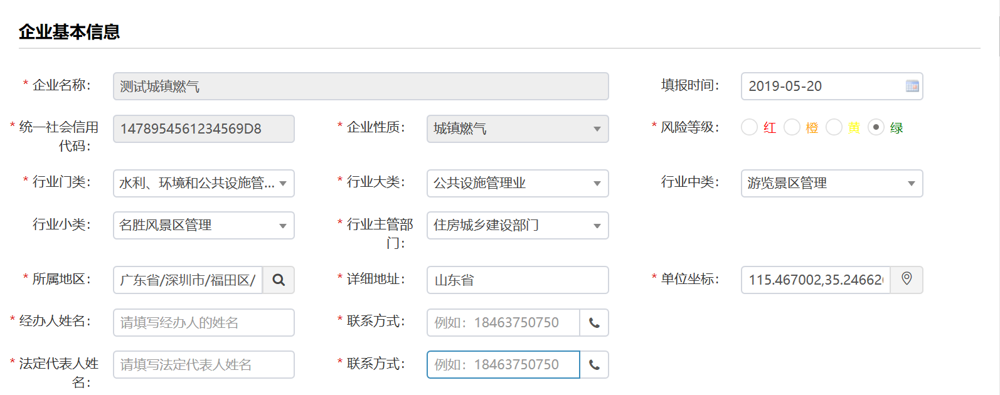 企业基本信息
* 企业名称： 测试城镇燃气 填报时间： 2019-05-20
* 统一社会信用代码： 1478954561234569D8 * 企业性质： 城镇燃气 * 风险等级： 红 橙 黄 绿
* 行业门类： 水利、环境和公共设施管... * 行业大类： 公共设施管理业 行业中类： 游览景区管理
行业小类： 名胜风景区管理 * 行业主管部门： 住房城乡建设部门
* 所属地区： 广东省/深圳市/福田区/ * 详细地址： 山东省 * 单位坐标： 115.467002,35.24662
* 经办人姓名： 请填写经办人的姓名 * 联系方式： 例如：18463750750
* 法定代表人姓名： 请填写法定代表人姓名 * 联系方式： 例如：18463750750